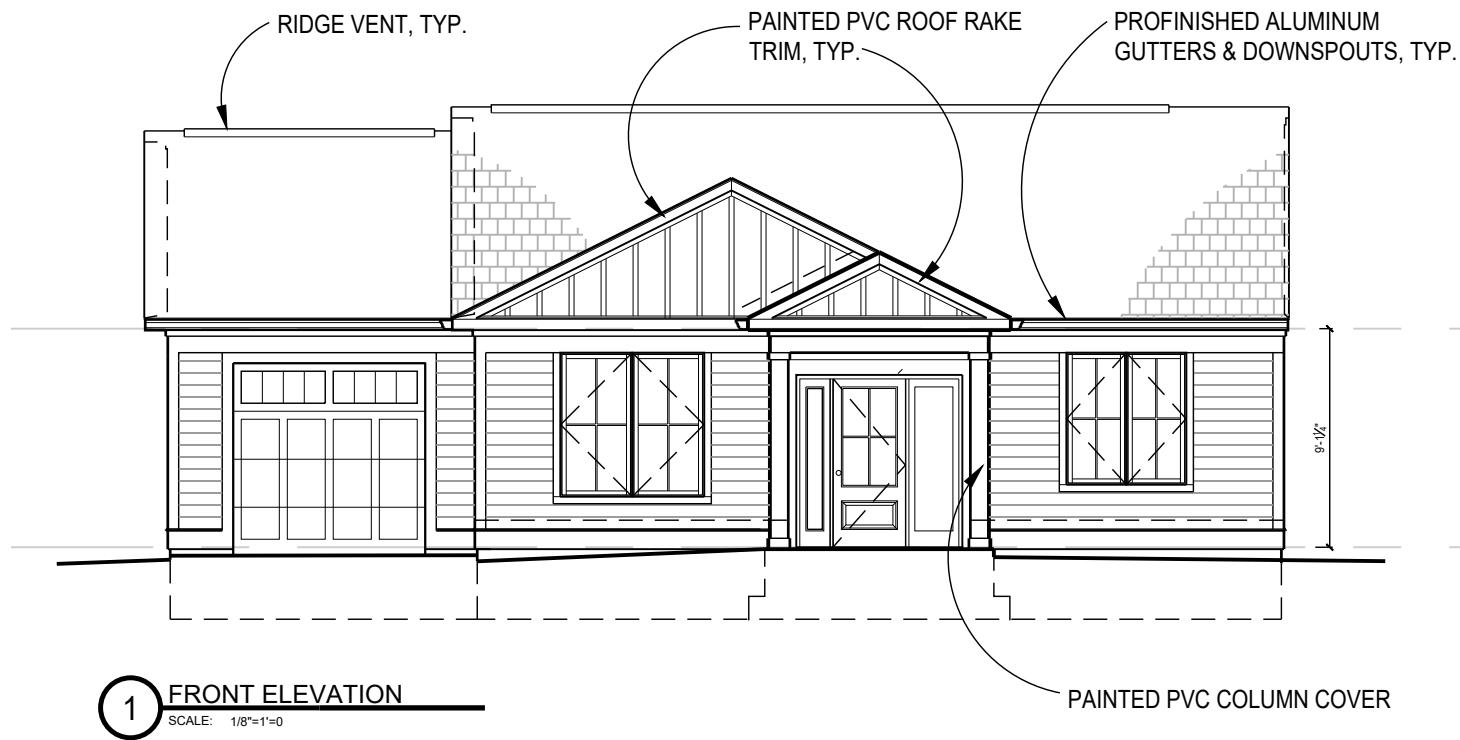 RIDGE VENT, TYP.
PAINTED PVC ROOF RAKE
TRIM, TYP.
PROFINISHED ALUMINUM
GUTTERS & DOWNSPOUTS, TYP.
9'-1¼"
PAINTED PVC COLUMN COVER
1
FRONT ELEVATION
SCALE: 1/8"=1'=0